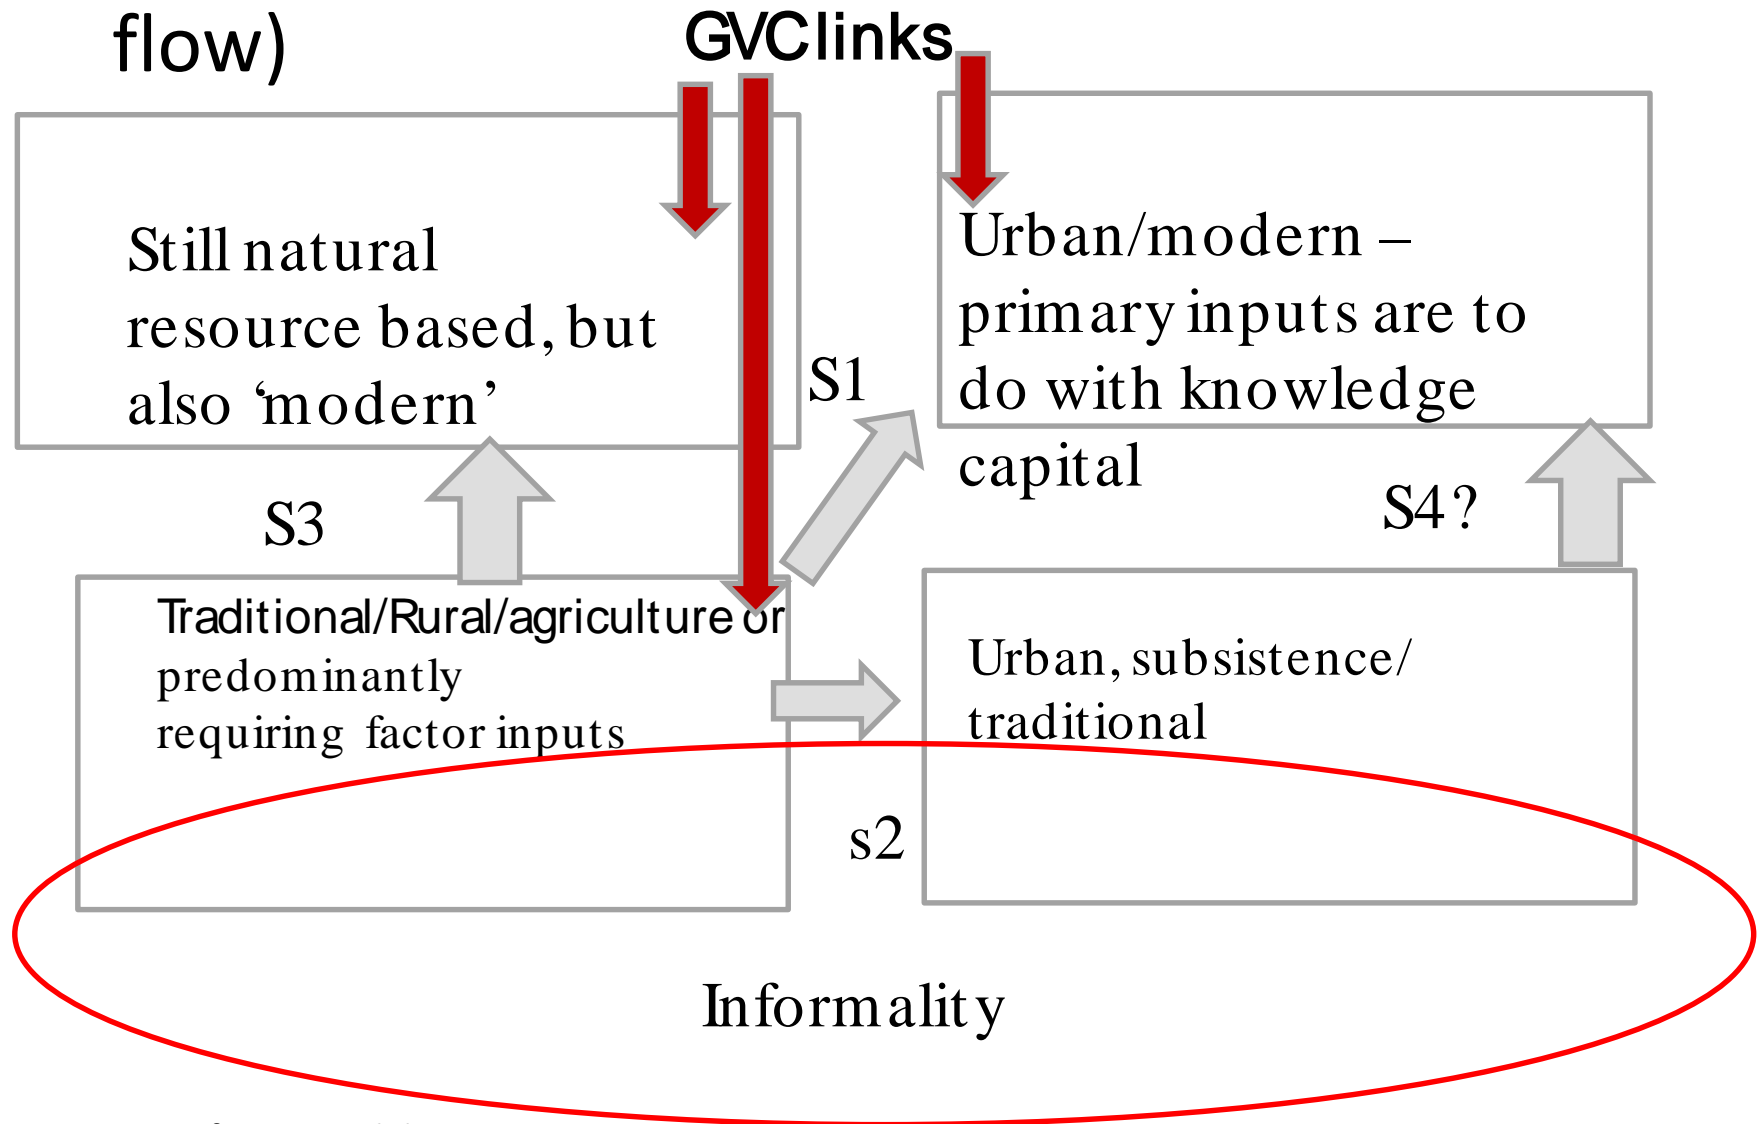 flow)
GVC links
Still natural
resource based, but
also ‘modern’
Urban/modern –
primary inputs are to
do with knowledge
capital
S1
S3
S4?
Traditional/Rural/agriculture or
predominantly
requiring factor inputs
Urban, subsistence/
traditional
s2
Informality